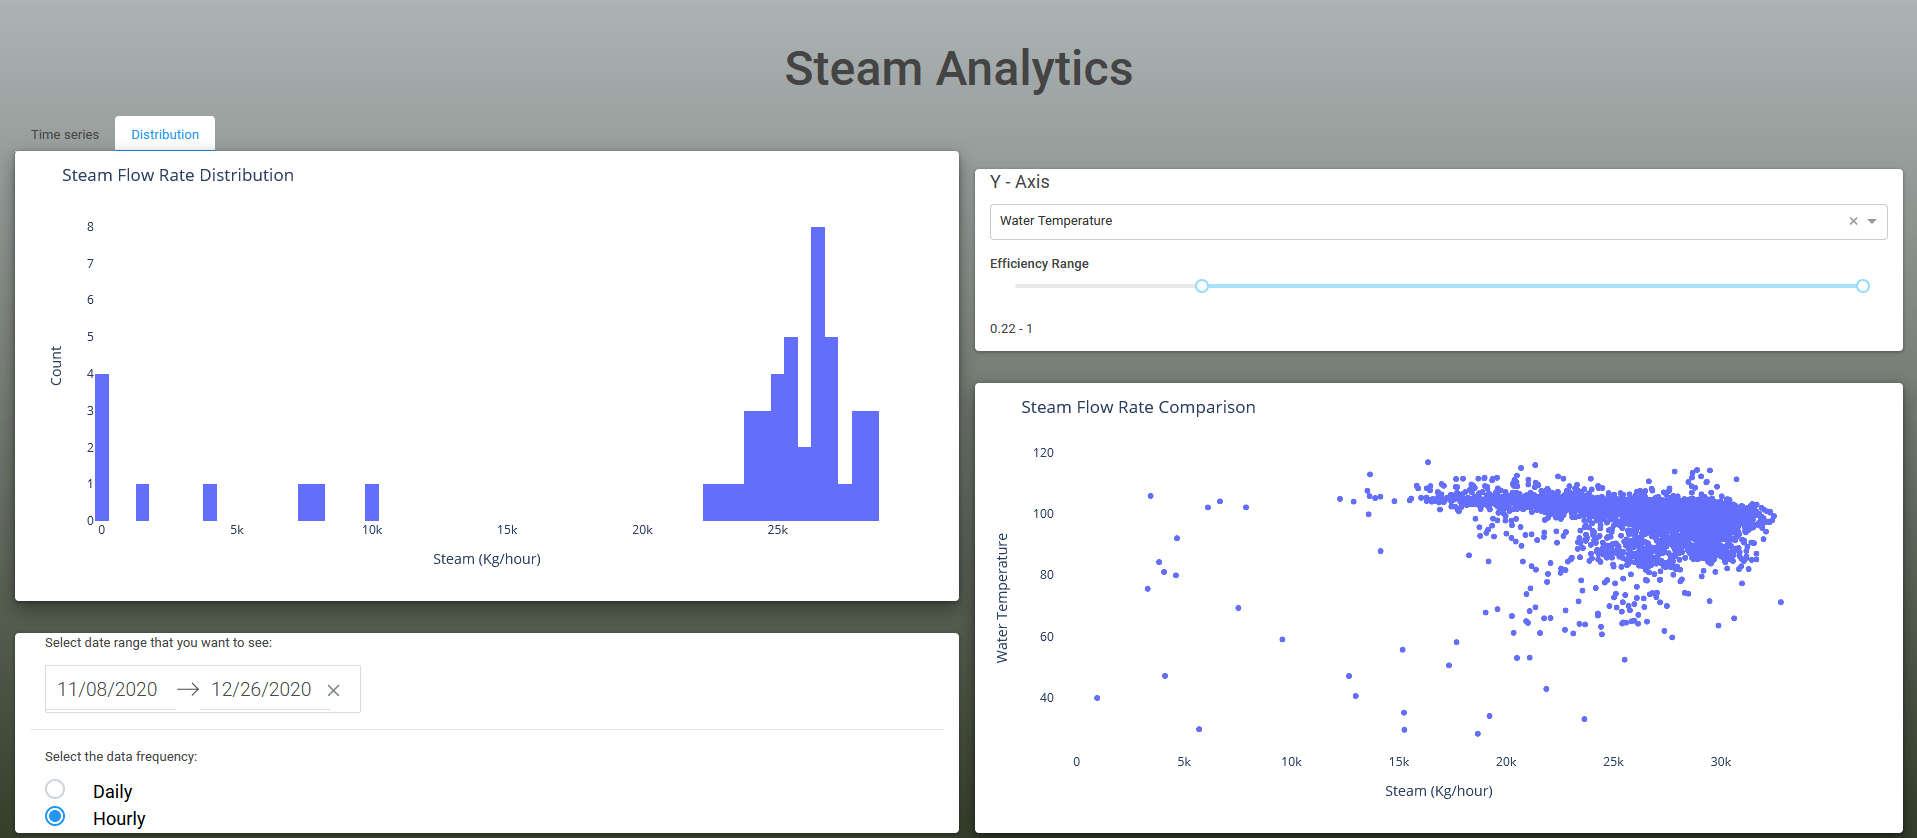 Steam Analytics
Time series
Distribution
Steam Flow Rate Distribution
8
7
6
5
4
3
2
1
0
Count
0 5k 10k 15k 20k 25k
Steam (Kg/hour)
Select date range that you want to see:
11/08/2020 → 12/26/2020 ×
Select the data frequency:
Daily
Hourly
Y - Axis
Water Temperature
Efficiency Range
0.22 - 1
Steam Flow Rate Comparison
120
100
80
60
40
Water Temperature
0 5k 10k 15k 20k 25k 30k
Steam (Kg/hour)